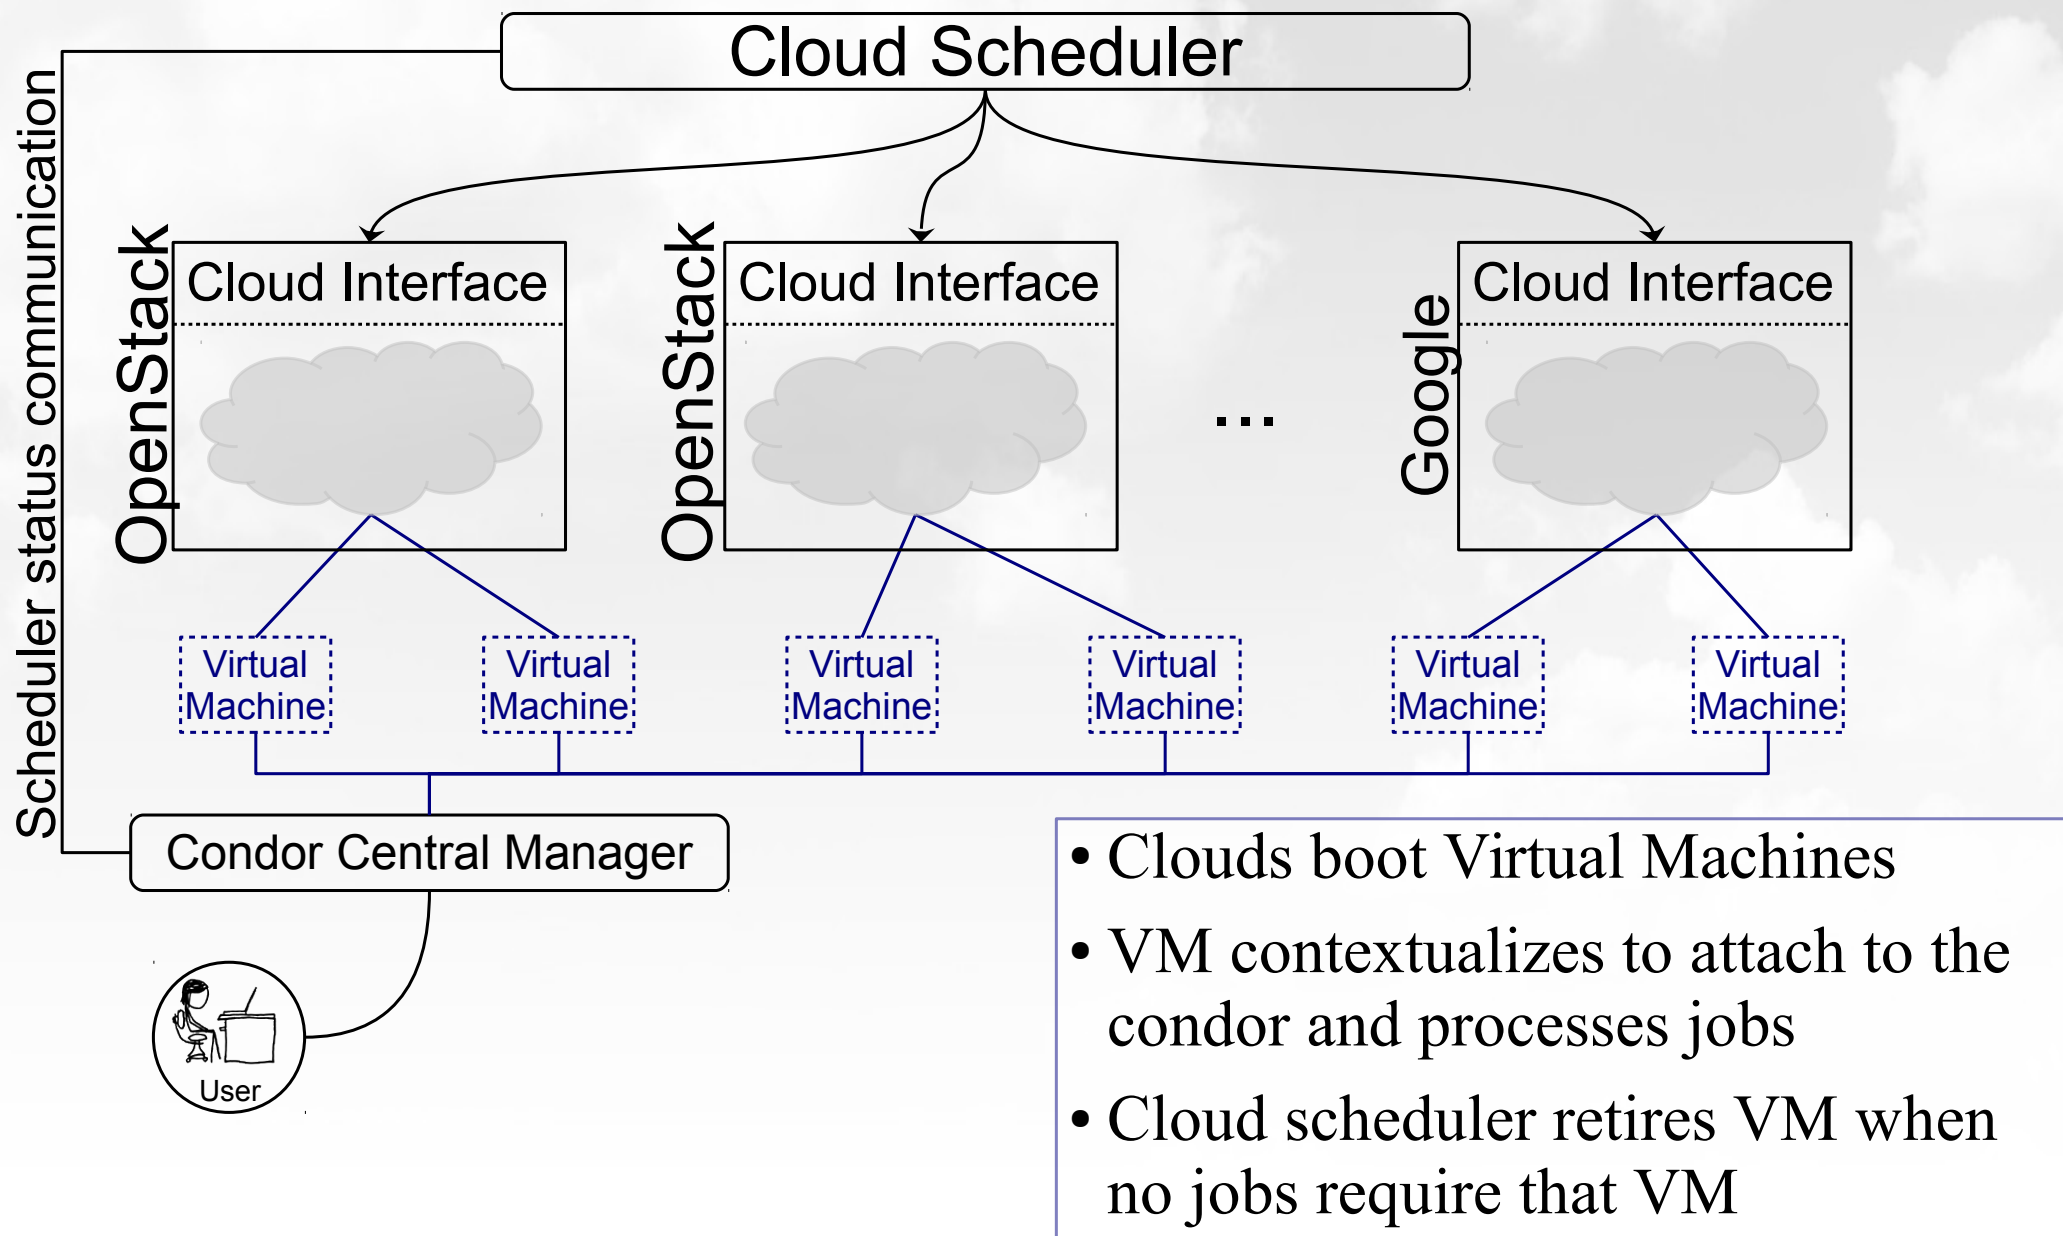 Cloud Scheduler
Scheduler status communication
OpenStack
Cloud Interface
OpenStack
Cloud Interface
...
Google
Cloud Interface
Virtual
Machine
Virtual
Machine
Virtual
Machine
Virtual
Machine
Virtual
Machine
Virtual
Machine
Condor Central Manager
User
• Clouds boot Virtual Machines
• VM contextualizes to attach to the
condor and processes jobs
• Cloud scheduler retires VM when
no jobs require that VM